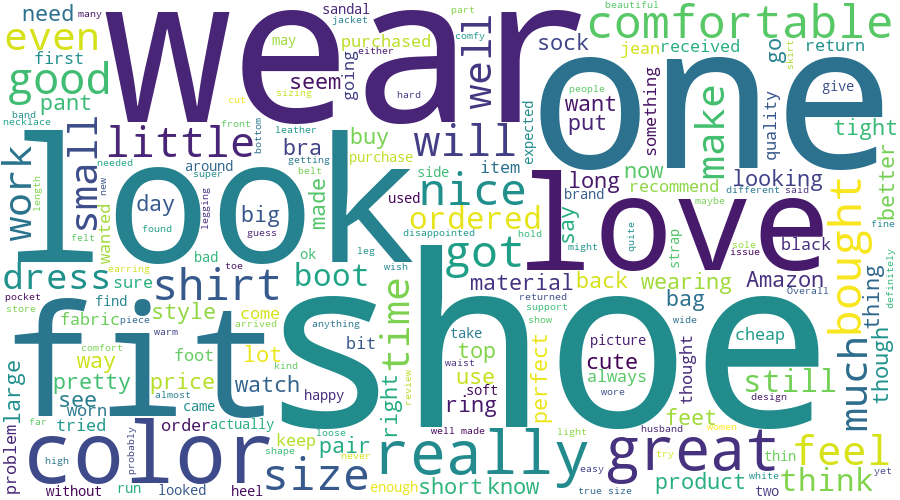 wear
one
look
love
fit
shoe
color
really
great
comfortable
need
many
even
first
good
pant
band
necklace
sandal
jacket
may
purchased
part
comfy
either
going
seem
cut
sizing
hard
well
sock
beautiful
jean
received
go
return
skirt
people
want
put
something
make
quality
give
tight
little
front
bottom
leather
getting
belt
bra
buy
purchase
will
side
item
expected
small
work
length
needed
new
felt
wanted
around
super
day
found
legging
big
guess
made
used
nice
ordered
long
brand
now
recommend
looking
different
said
maybe
better
fine
say
hold
might
quite
strap
sole
issue
black
bought
definitely
dress
sure
earring
bad
toe
shirt
ok
boot
leg
wish
disappointed
got
material
returned
back
wearing
bag
Amazon
Overall
thing
pocket
store
find
fabric
piece
style
come
arrived
anything
time
support
show
wide
cheap
though
much
warm
way
comfort
foot
lot
kind
bit
take
top
picture
cute
always
thought
pretty
price
almost
watch
happy
right
review
waist
use
soft
ring
perfect
wore
feet
still
design
large
see
worn
tried
came
order
actually
keep
loose
shape
pair
well made
never
light
husband
women
try
thin
feel
think
problem
far
high
probably
size
enough
short
know
easy
true size
product
white
two
yet
without
run
looked
heel